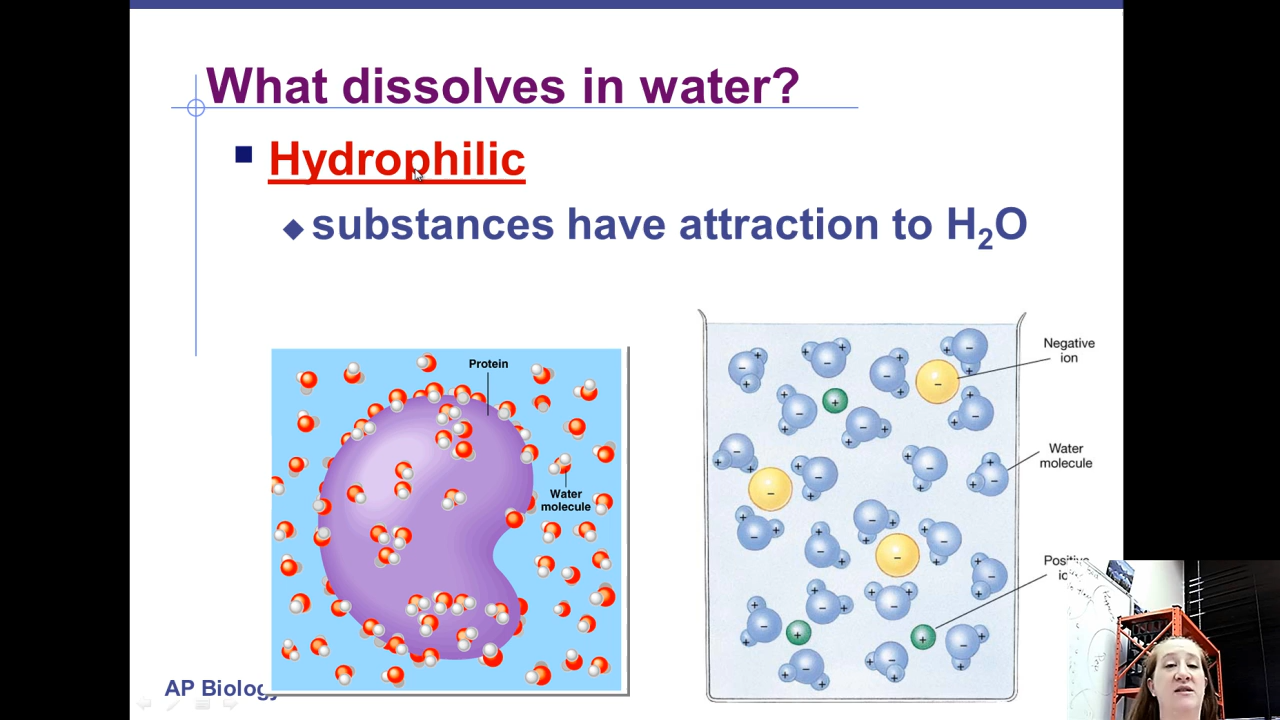 What dissolves in water?
Hydrophilic
substances have attraction to H₂O
Protein
Water
molecule
Negative
ion
Water
molecule
AP Biology